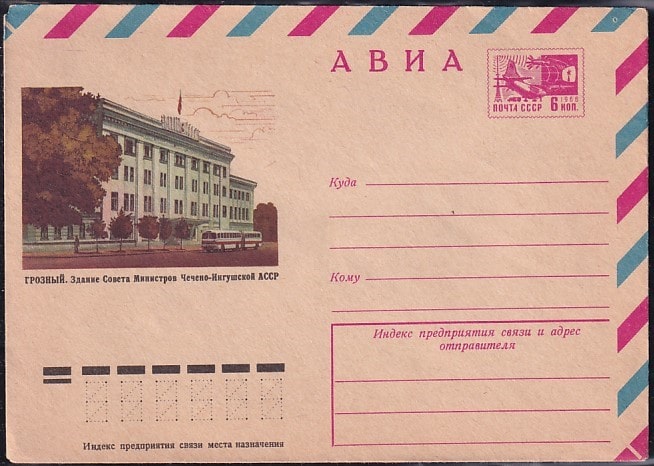 АВИА
1966
ПОЧТА СССР 6 КОП.
ГРОЗНЫЙ. Здание Совета Министров Чечено-Ингушской АССР
Куда
Кому
Индекс предприятия связи и адрес
отправителя
Индекс предприятия связи места назначения